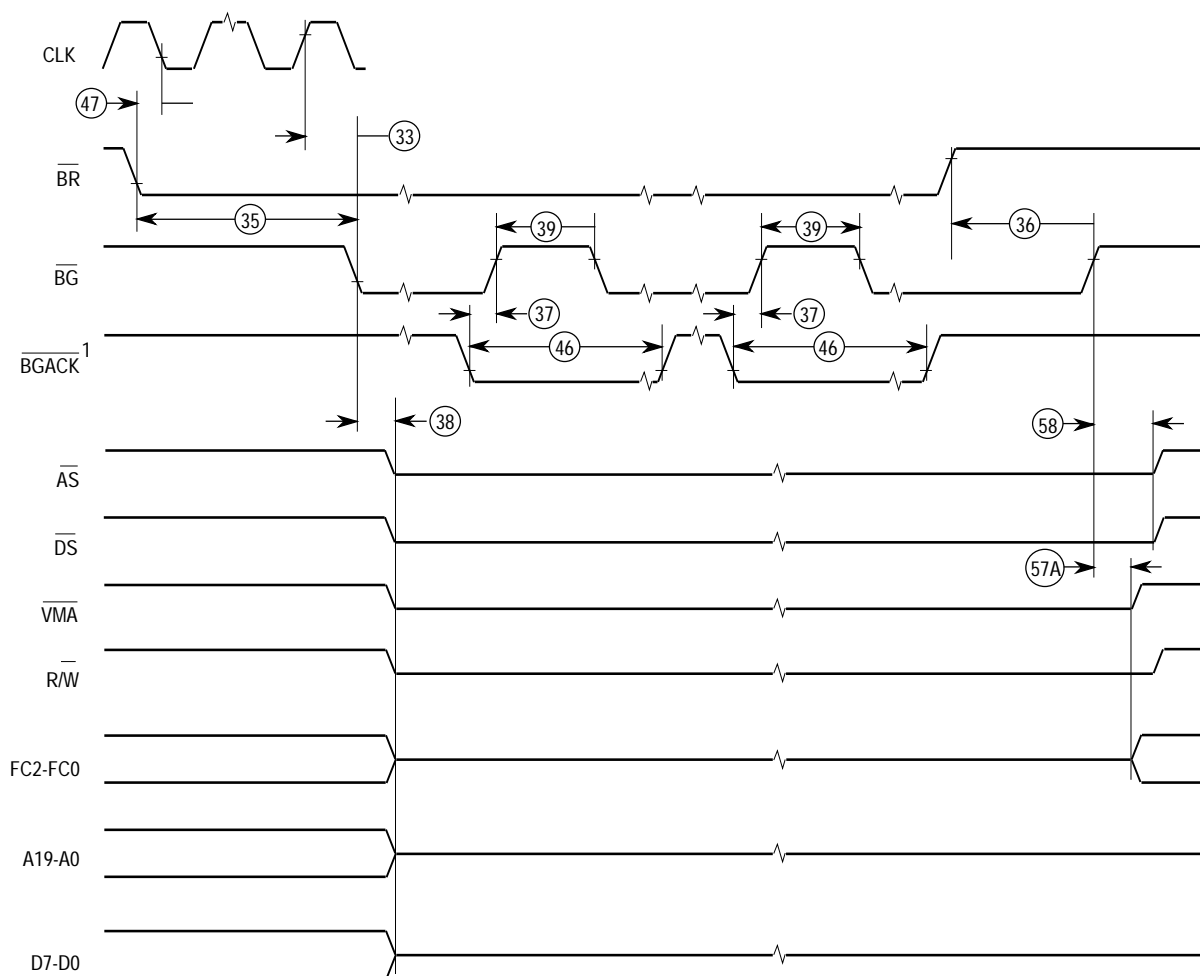 CLK
47
33
BR
35
39
39
36
BG
37
37
BGACK1
46
46
38
58
AS
DS
57A
VMA
R/W
FC2-FC0
A19-A0
D7-D0